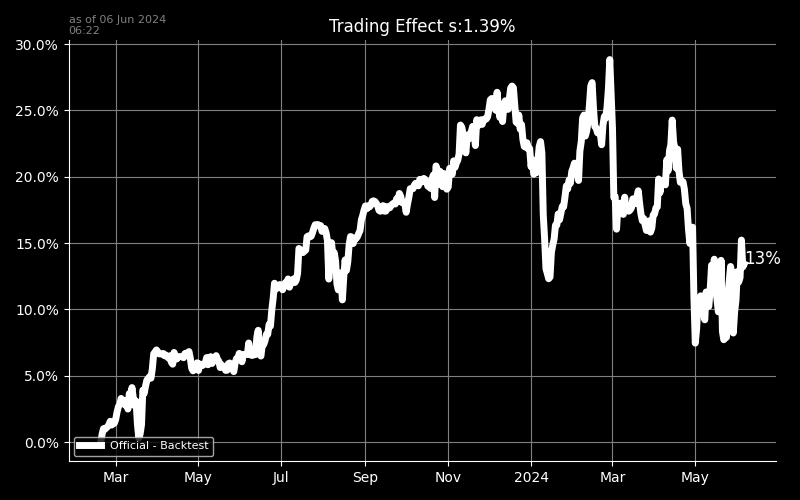 as of 06 Jun 2024
06:22
Trading Effect s:1.39%
30.0%
25.0%
20.0%
15.0%
13%
10.0%
5.0%
0.0%
Official - Backtest
Mar May Jul Sep Nov 2024 Mar May